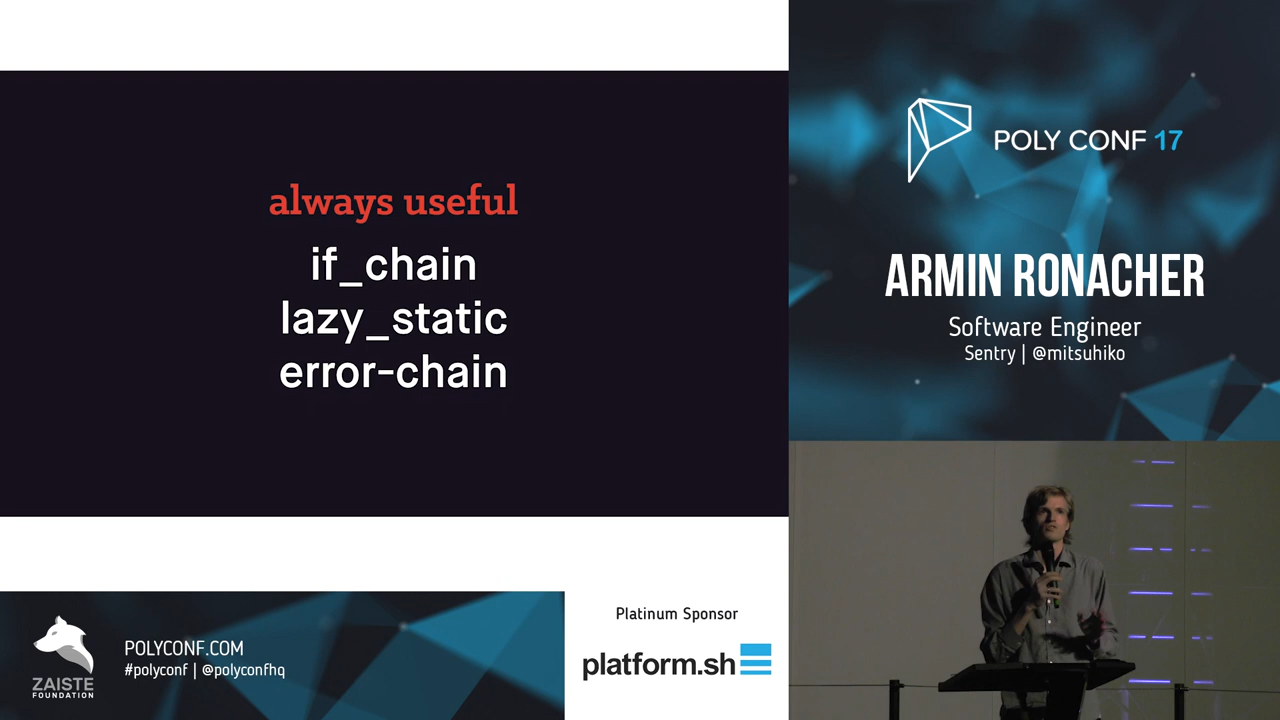 always useful
if_chain
lazy_static
error-chain
POLY CONF 17
ARMIN RONACHER
Software Engineer
Sentry | @mitsuhiko
ZAISTE
FOUNDATION
POLYCONF.COM
#polyconf | @polyconfhq
Platinum Sponsor
platform.sh